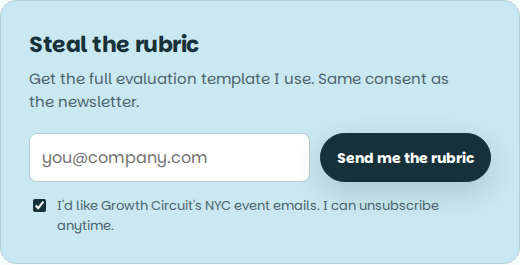 Steal the rubric
Get the full evaluation template I use. Same consent as
the newsletter.
you@company.com
Send me the rubric
I'd like Growth Circuit's NYC event emails. I can unsubscribe
anytime.